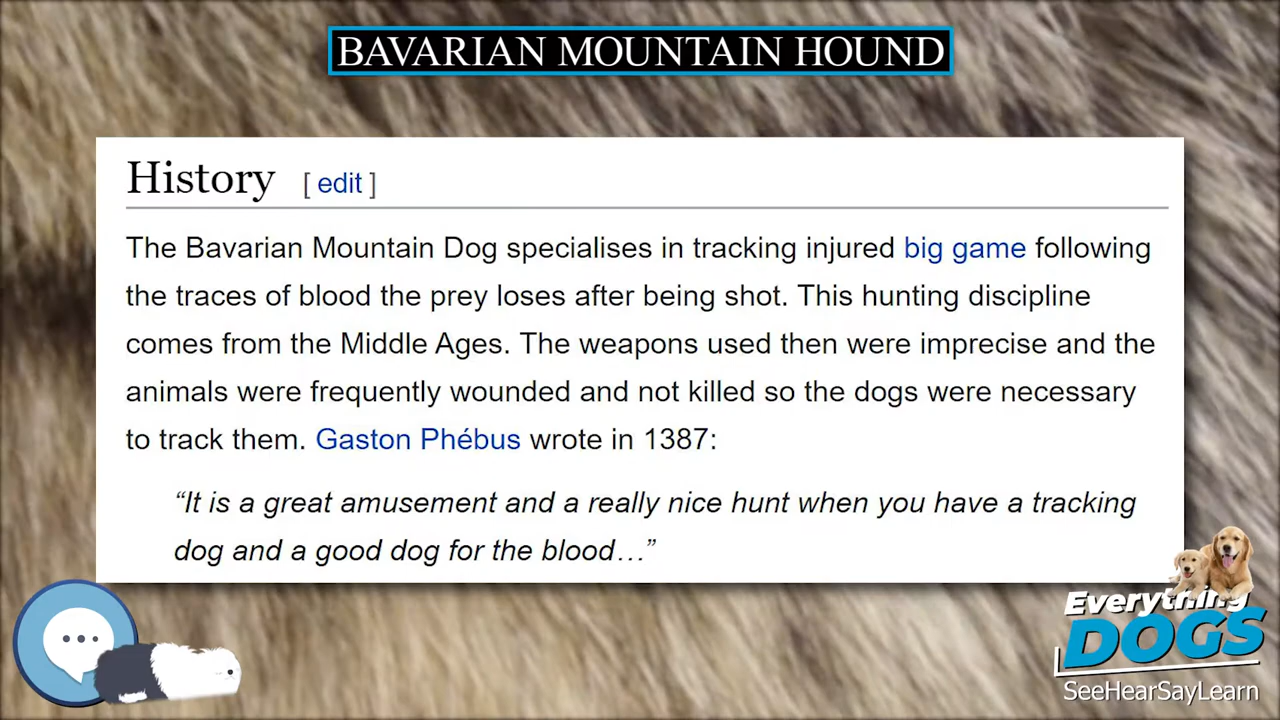 BAVARIAN MOUNTAIN HOUND
History [ edit ]
The Bavarian Mountain Dog specialises in tracking injured big game following
the traces of blood the prey loses after being shot. This hunting discipline
comes from the Middle Ages. The weapons used then were imprecise and the
animals were frequently wounded and not killed so the dogs were necessary
to track them. Gaston Phébus wrote in 1387:
“It is a great amusement and a really nice hunt when you have a tracking
dog and a good dog for the blood…”
Everything
DOGS
SeeHearSayLearn